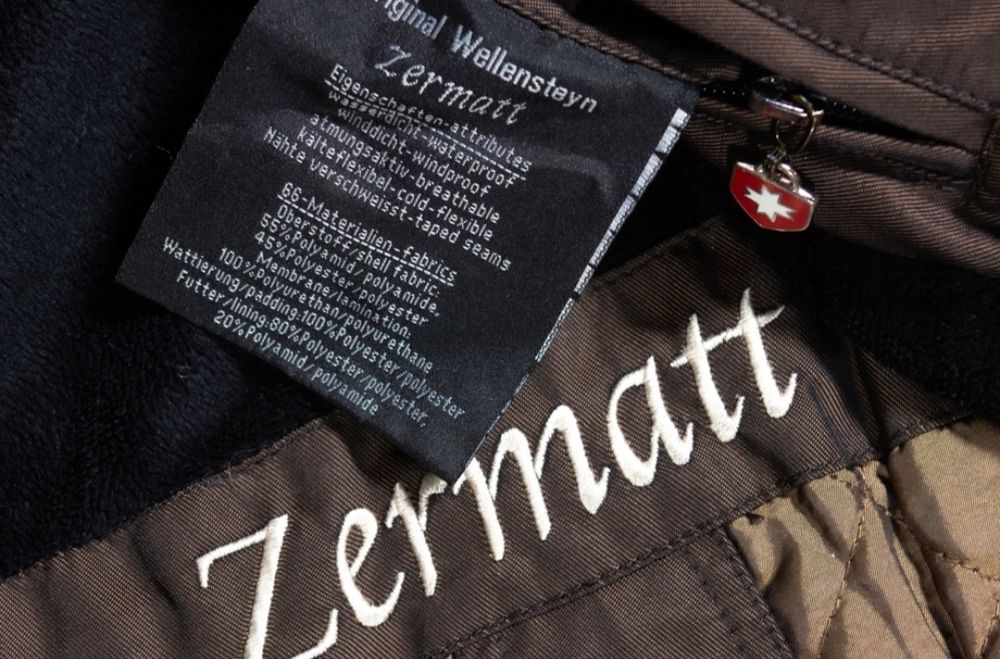 Original Wellensteyn
Zermatt
Eigenschaften-attributes
wasserdicht-waterproof
winddicht-windproof
atmungsaktiv-breathable
kälteflexibel-cold-flexible
Nähte verschweisst-taped seams
66-Materialien-fabrics
Oberstoff/shell fabric:
55%Polyamid/polyamide,
45%Polyester/polyester
Membrane/lamination:
100%Polyurethan/polyurethane
Wattierung/padding:100%Polyester/polyester
Futter/lining:80%Polyester/polyester,
20%Polyamid/polyamide
Zermatt